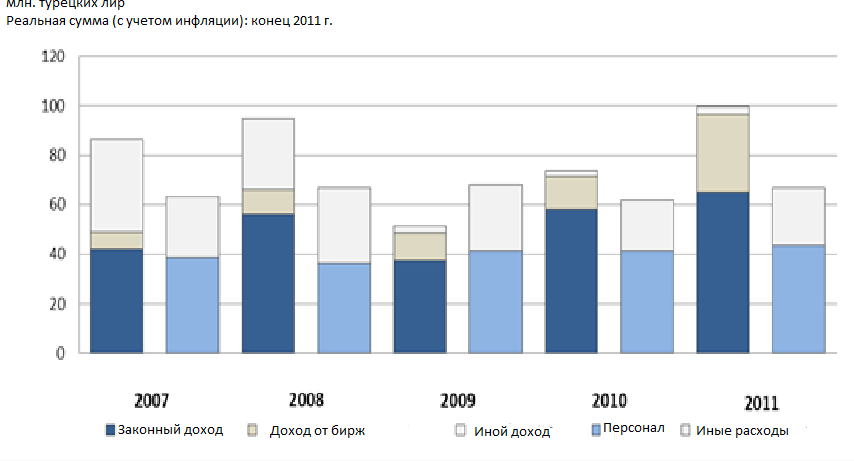 млн. турецких лир
Реальная сумма (с учетом инфляции): конец 2011 г.
120
100
80
60
40
20
0
2007 2008 2009 2010 2011
Законный доход Доход от бирж Иной доход Персонал Иные расходы